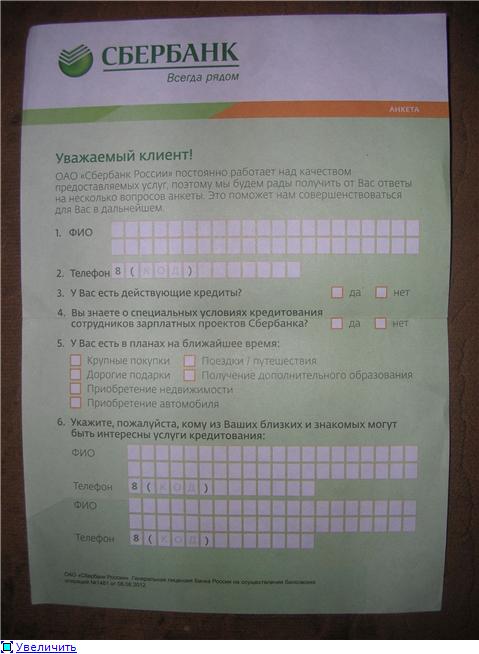 СБЕРБАНК
Всегда рядом
АНКЕТА
Уважаемый клиент!
ОАО «Сбербанк России» постоянно работает над качеством
предоставляемых услуг, поэтому мы будем рады получить от Вас ответы
на несколько вопросов анкеты. Это поможет нам совершенствоваться
для Вас в дальнейшем.
1. ФИО
2. Телефон 8 ( К О Д )
3. У Вас есть действующие кредиты? да нет
4. Вы знаете о специальных условиях кредитования
сотрудников зарплатных проектов Сбербанка? да нет
5. У Вас есть в планах на ближайшее время:
Крупные покупки Поездки / путешествия
Дорогие подарки Получение дополнительного образования
Приобретение недвижимости
Приобретение автомобиля
6. Укажите, пожалуйста, кому из Ваших близких и знакомых могут
быть интересны услуги кредитования:
ФИО
Телефон 8 ( К О Д )
ФИО
Телефон 8 ( К О Д )
ОАО «Сбербанк России». Генеральная лицензия Банка России на осуществление банковских
операций №1481 от 08.08.2012.
Увеличить